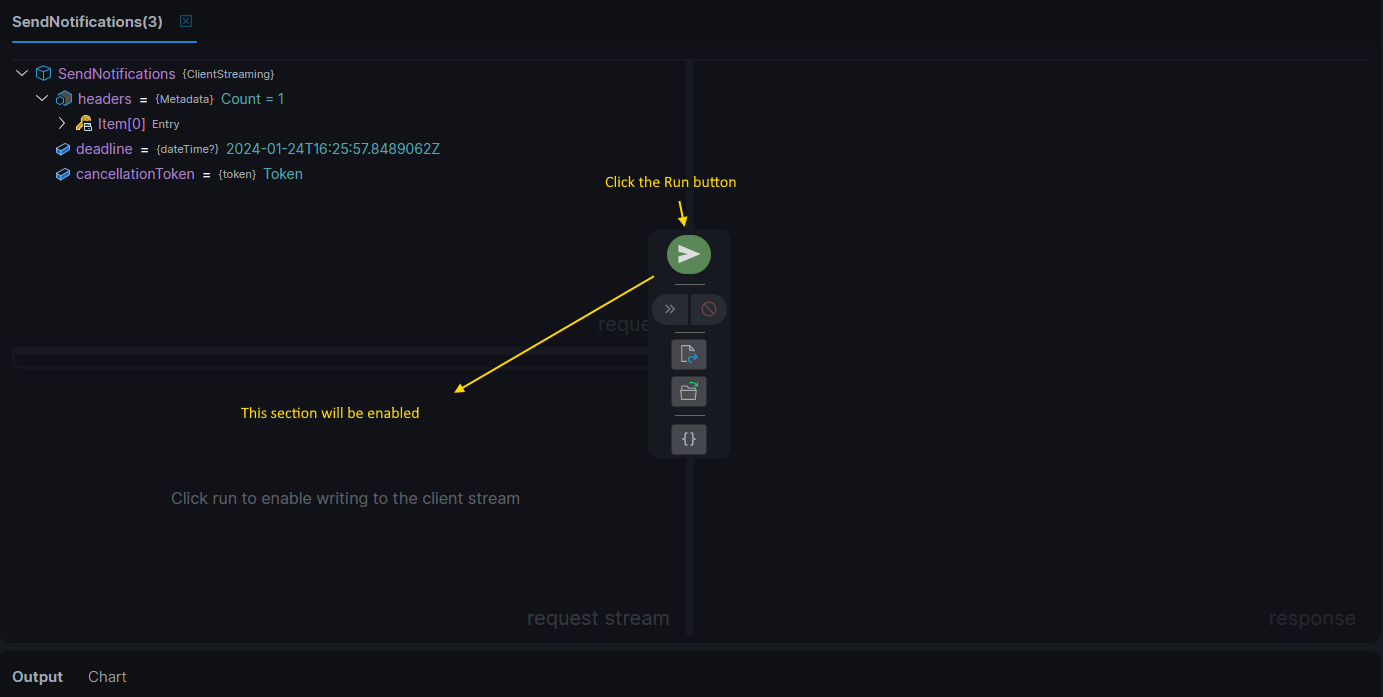 SendNotifications(3)
SendNotifications {ClientStreaming}
headers = {Metadata} Count = 1
Item[0] Entry
deadline = {dateTime?} 2024-01-24T16:25:57.8489062Z
cancellationToken = {token} Token
Click the Run button
reque
This section will be enabled
{}
Click run to enable writing to the client stream
request stream
response
Output Chart